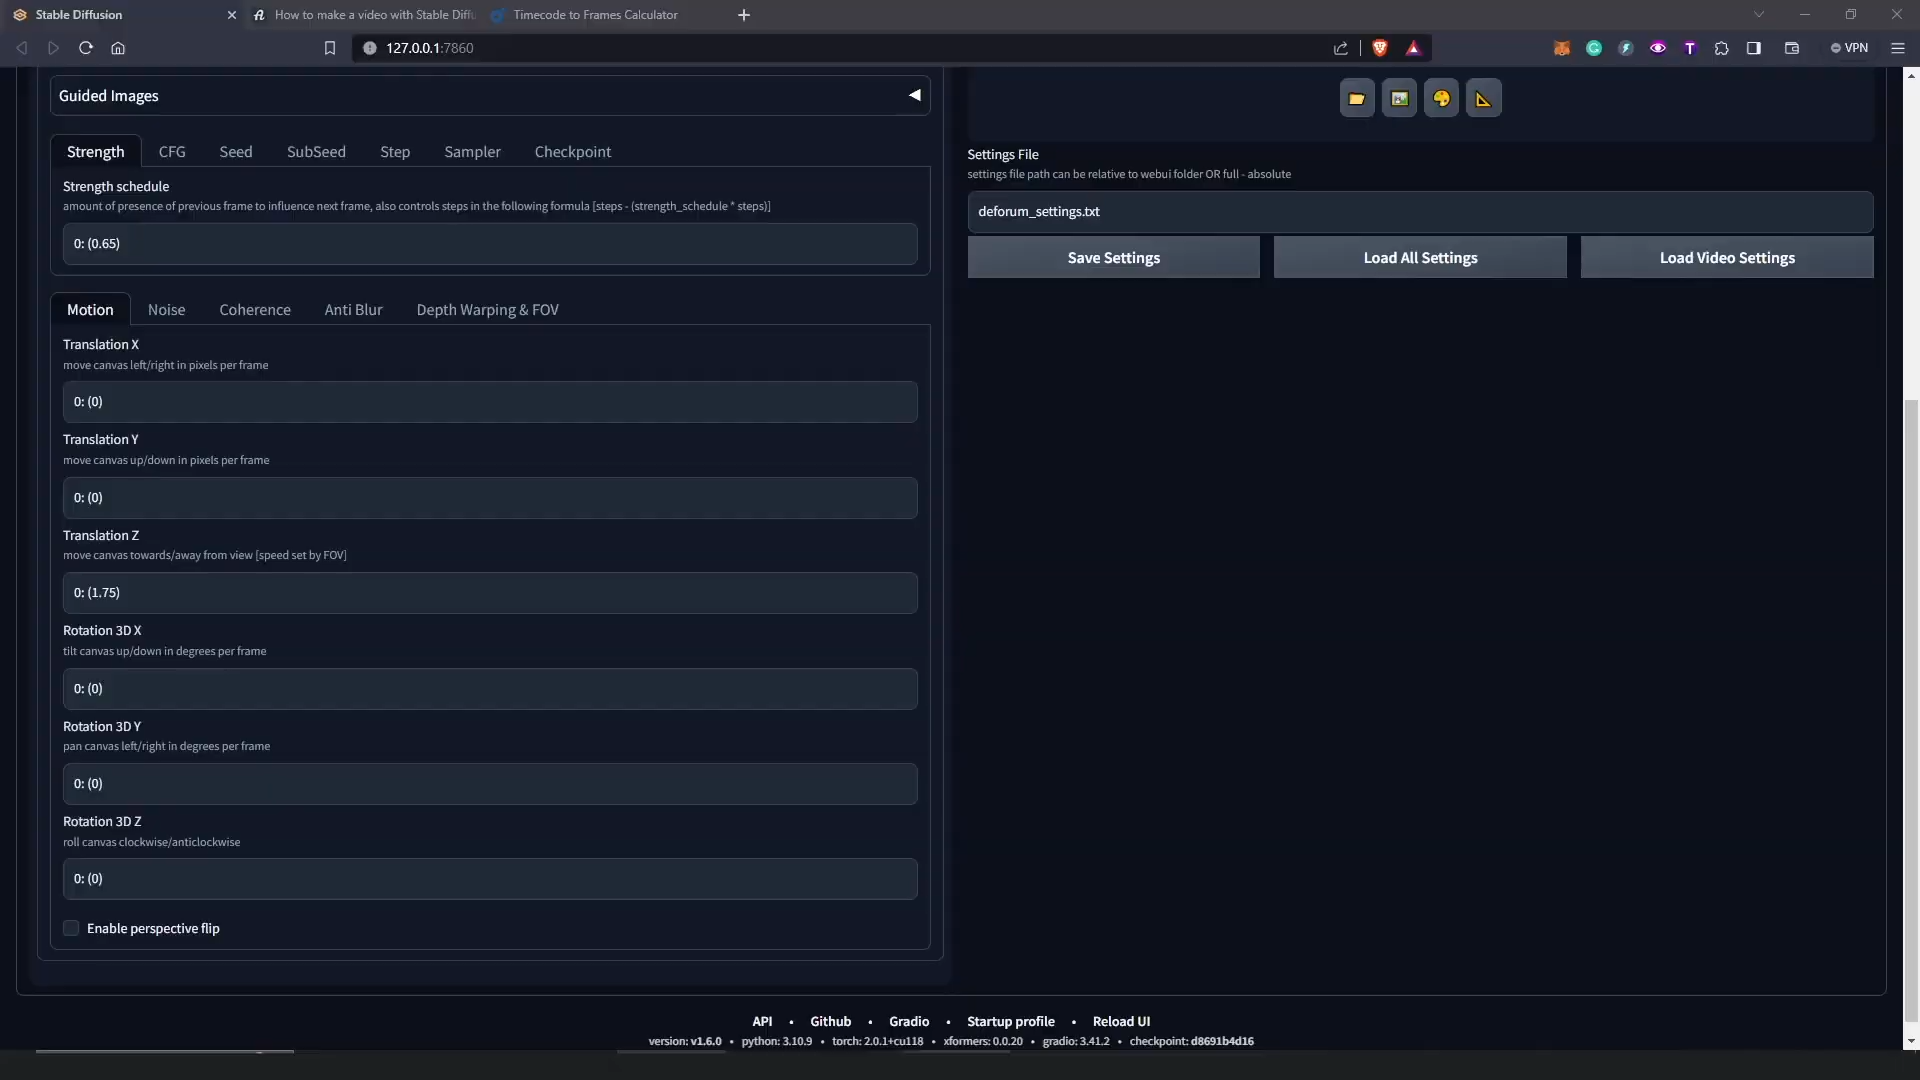 Stable Diffusion
How to make a video with Stable Diffu
Timecode to Frames Calculator
127.0.0.1:7860
VPN
Guided Images
Strength
CFG
Seed
SubSeed
Step
Sampler
Checkpoint
Strength schedule
amount of presence of previous frame to influence next frame, also controls steps in the following formula [steps - (strength_schedule * steps)]
0: (0.65)
Motion
Noise
Coherence
Anti Blur
Depth Warping & FOV
Translation X
move canvas left/right in pixels per frame
0: (0)
Translation Y
move canvas up/down in pixels per frame
0: (0)
Translation Z
move canvas towards/away from view [speed set by FOV]
0: (1.75)
Rotation 3D X
tilt canvas up/down in degrees per frame
0: (0)
Rotation 3D Y
pan canvas left/right in degrees per frame
0: (0)
Rotation 3D Z
roll canvas clockwise/anticlockwise
0: (0)
Enable perspective flip
Settings File
settings file path can be relative to webui folder OR full - absolute
deforum_settings.txt
Save Settings
Load All Settings
Load Video Settings
API • Github • Gradio • Startup profile • Reload UI
version: v1.6.0 • python: 3.10.9 • torch: 2.0.1+cu118 • xformers: 0.0.20 • gradio: 3.41.2 • checkpoint: d8691b4d16